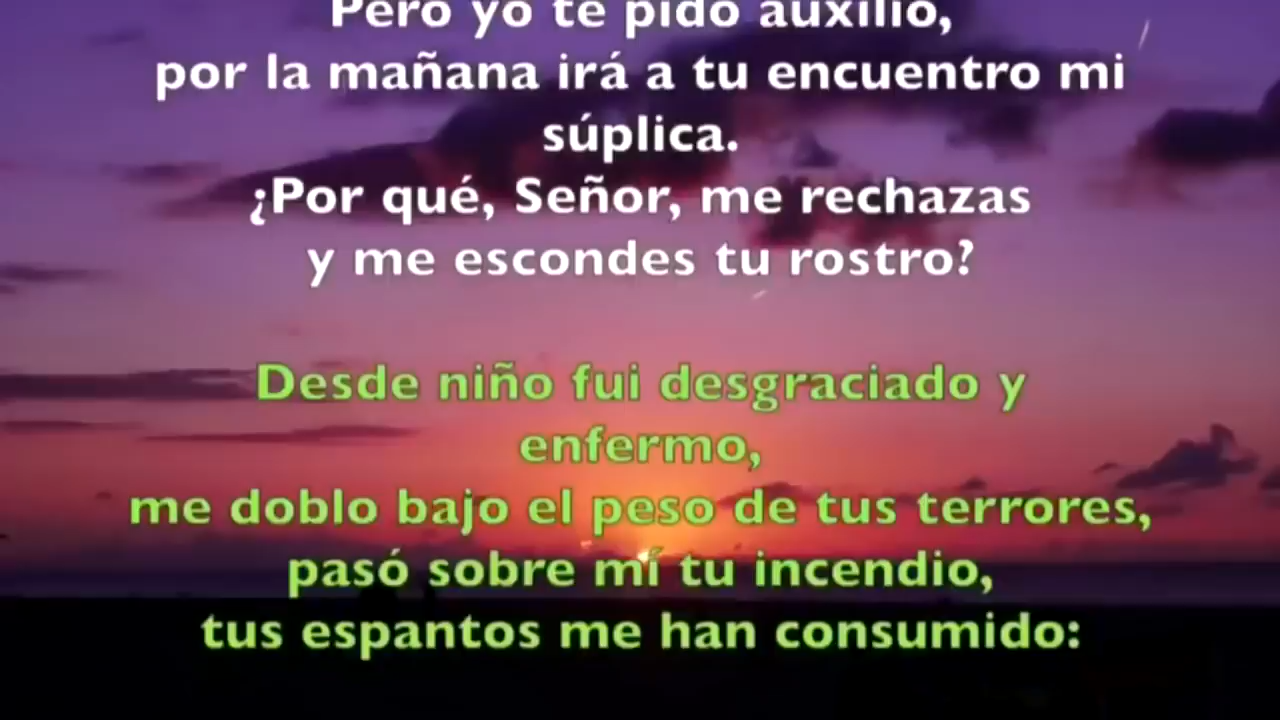 Pero yo te pido auxilio,
por la mañana irá a tu encuentro mi
súplica.
¿Por qué, Señor, me rechazas
y me escondes tu rostro?
Desde niño fui desgraciado y
enfermo,
me doblo bajo el peso de tus terrores,
pasó sobre mí tu incendio,
tus espantos me han consumido: